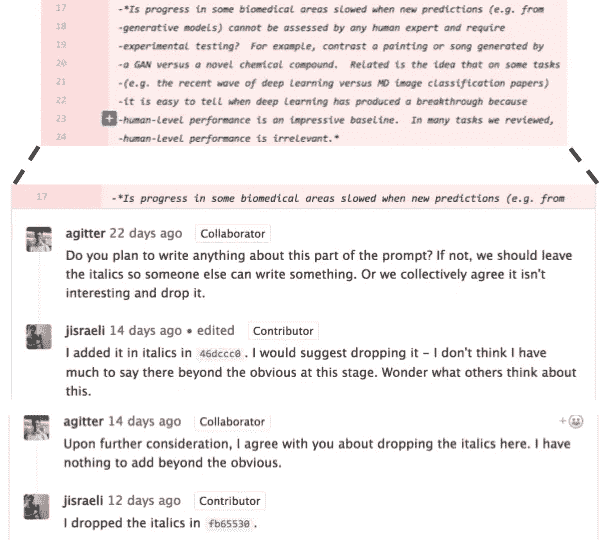 17 -*Is progress in some biomedical areas slowed when new predictions (e.g. from
18 -generative models) cannot be assessed by any human expert and require
19 -experimental testing?  For example, contrast a painting or song generated by
20 -a GAN versus a novel chemical compound.  Related is the idea that on some tasks
21 -(e.g. the recent wave of deep learning versus MD image classification papers)
22 -it is easy to tell when deep learning has produced a breakthrough because
23 + -human-level performance is an impressive baseline.  In many tasks we reviewed,
24 -human-level performance is irrelevant.*
17 -*Is progress in some biomedical areas slowed when new predictions (e.g. from
agitter 22 days ago Collaborator
Do you plan to write anything about this part of the prompt? If not, we should leave
the italics so someone else can write something. Or we collectively agree it isn't
interesting and drop it.
jisraeli 14 days ago • edited Contributor
I added it in italics in 46dccc0 . I would suggest dropping it – I don't think I have
much to say there beyond the obvious at this stage. Wonder what others think about
this.
agitter 14 days ago Collaborator +
Upon further consideration, I agree with you about dropping the italics here. I have
nothing to add beyond the obvious.
jisraeli 12 days ago Contributor
I dropped the italics in fb65530 .